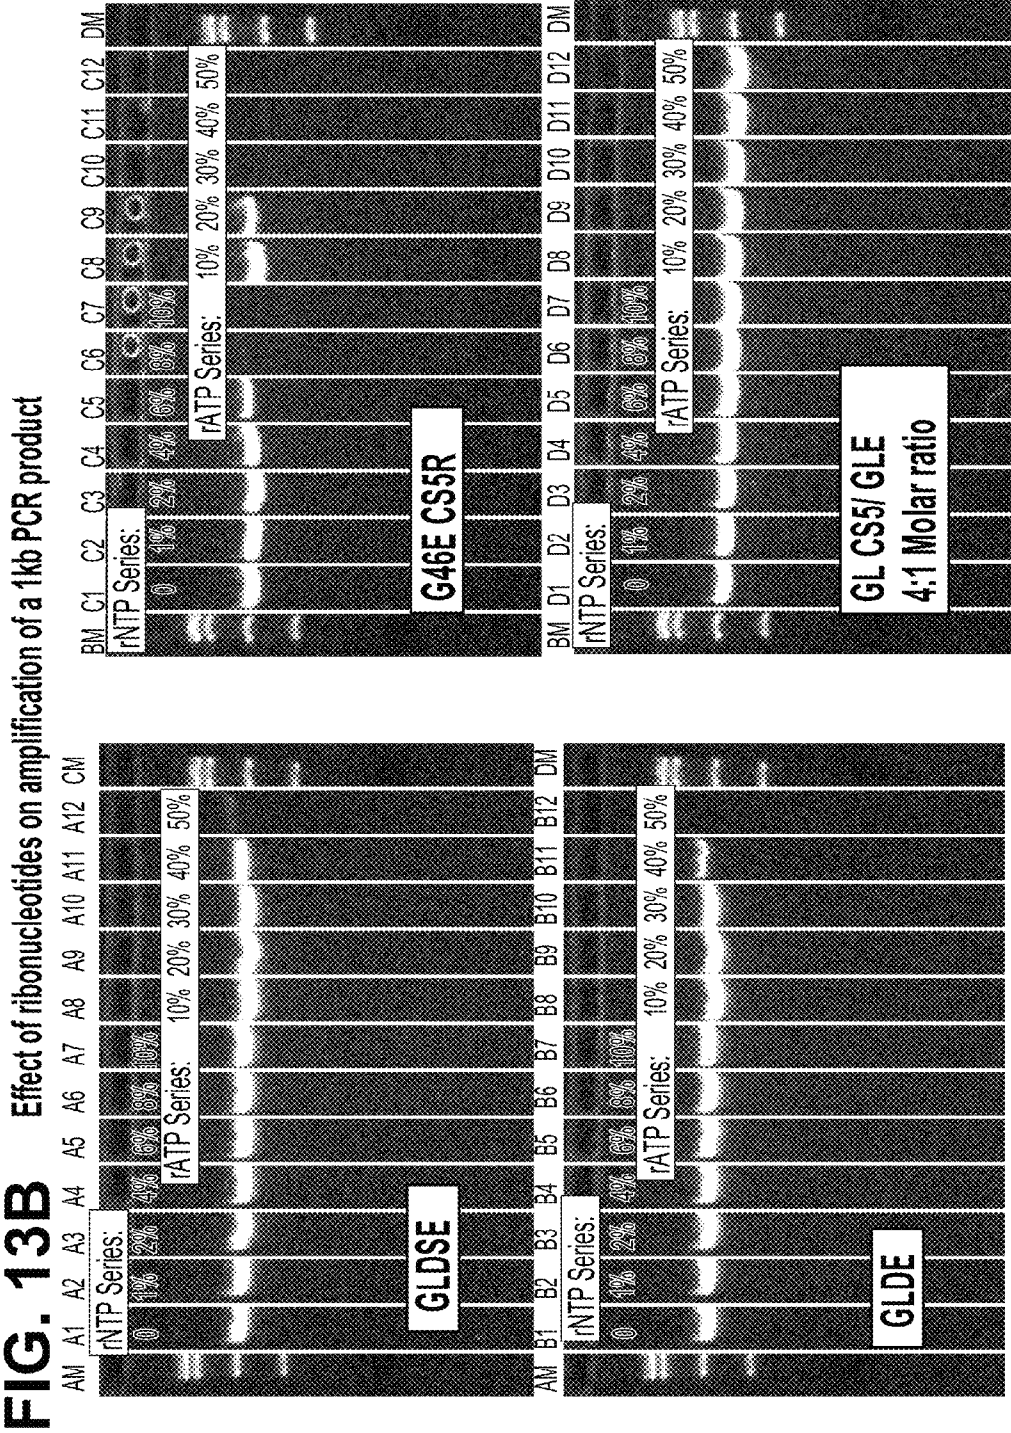 FIG. 13B Effect of ribonucleotides on amplification of a 1kb PCR product
AM A1 A2 A3 A4 A5 A6 A7 A8 A9 A10 A11 A12 CM
rNTP Series:
0 1% 2% 4% 6% 8% 10%
rATP Series: 10% 20% 30% 40% 50%
GLDSE
AM B1 B2 B3 B4 B5 B6 B7 B8 B9 B10 B11 B12 DM
rNTP Series:
0 1% 2% 4% 6% 8% 10%
rATP Series: 10% 20% 30% 40% 50%
GLDE
BM C1 C2 C3 C4 C5 C6 C7 C8 C9 C10 C11 C12 DM
rNTP Series:
0 1% 2% 4% 6% 8% 10%
rATP Series: 10% 20% 30% 40% 50%
G46E CS5R
BM D1 D2 D3 D4 D5 D6 D7 D8 D9 D10 D11 D12 DM
rNTP Series:
0 1% 2% 4% 6% 8% 10%
rATP Series: 10% 20% 30% 40% 50%
GL CS5/ GLE
4:1 Molar ratio